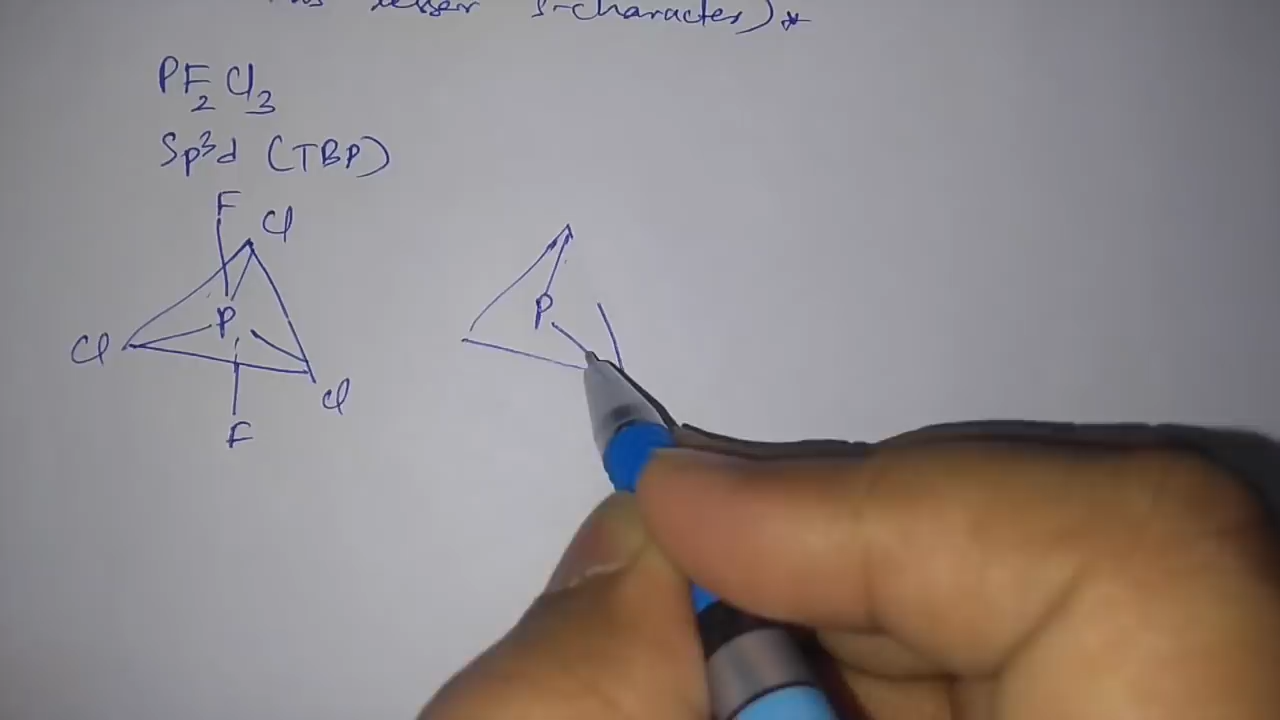 lesser s-character)*
PF2Cl3
Sp3d (TBP)
F
Cl
P
P
Cl
Cl
F